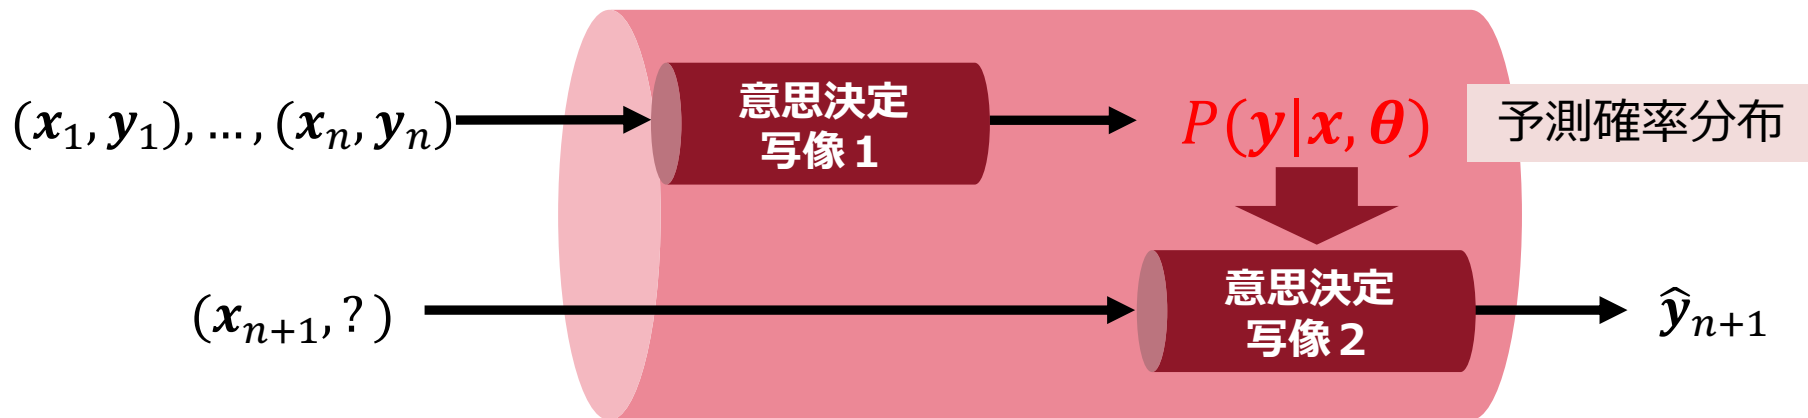 (x₁, y₁), …, (xₙ, yₙ)
意思決定
写像１
P(y|x, θ)
予測確率分布
(xₙ₊₁, ?)
意思決定
写像２
ŷₙ₊₁